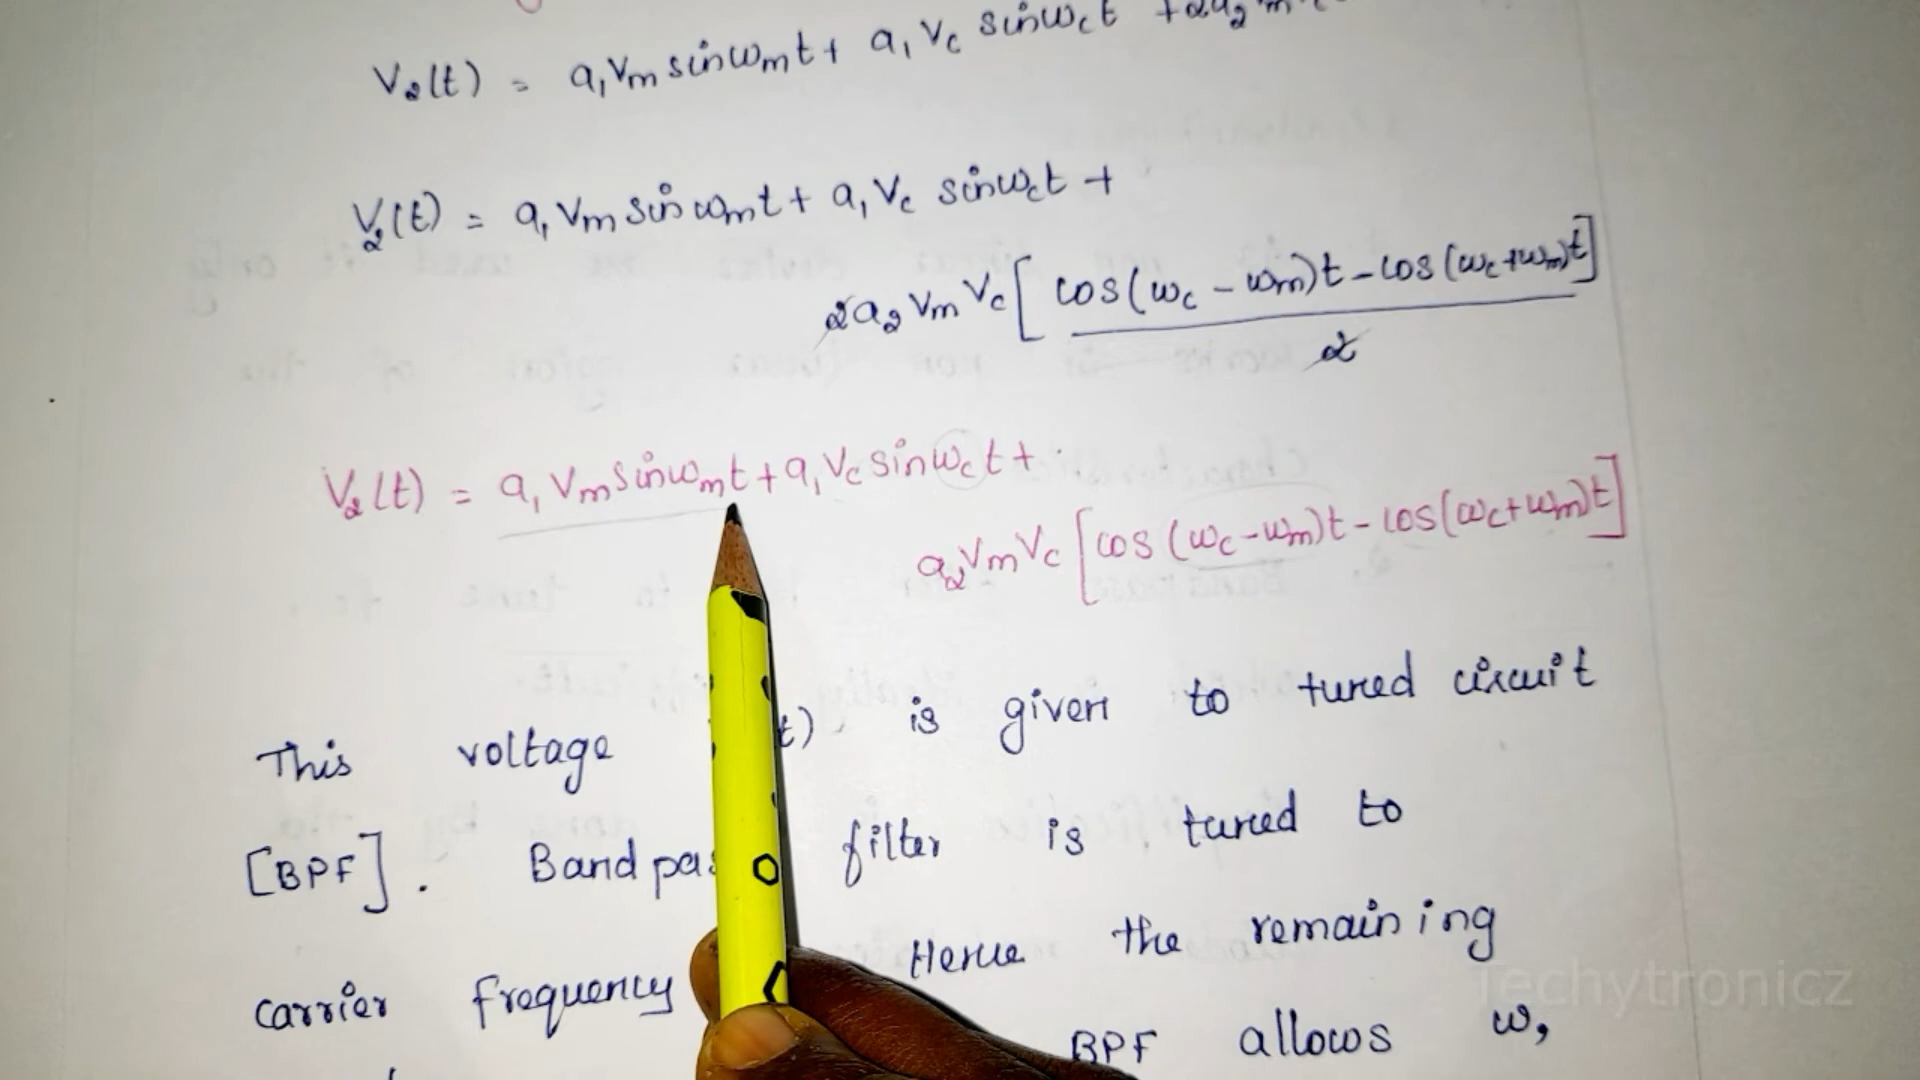 V₂(t) = a₁Vm sinωmt + a₁Vc sinωct
V₂(t) = a₁Vm sinωmt + a₁Vc sinωct +
2a₂VmVc[cos(ωc - ωm)t - cos(ωc+ωm)t]
2
V₂(t) = a₁Vm sinωmt + a₁Vc sinωct +
a₂VmVc[cos(ωc-ωm)t - cos(ωc+ωm)t]
This voltage t) is given to tuned circuit
[BPF]. Band pas filter is tuned to
carrier frequency Hence the remaining
Techytronicz
BPF allows ω,